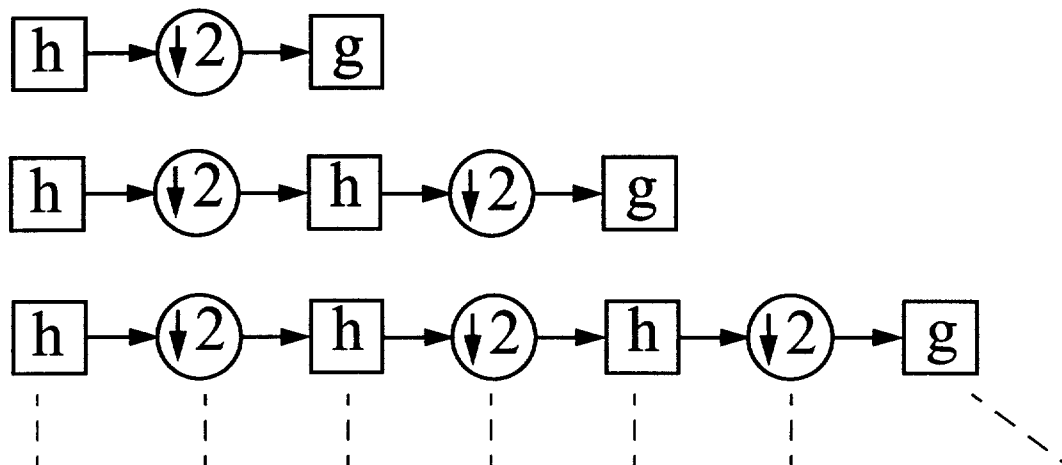 h ↓2 g
h ↓2 h ↓2 g
h ↓2 h ↓2 h ↓2 g